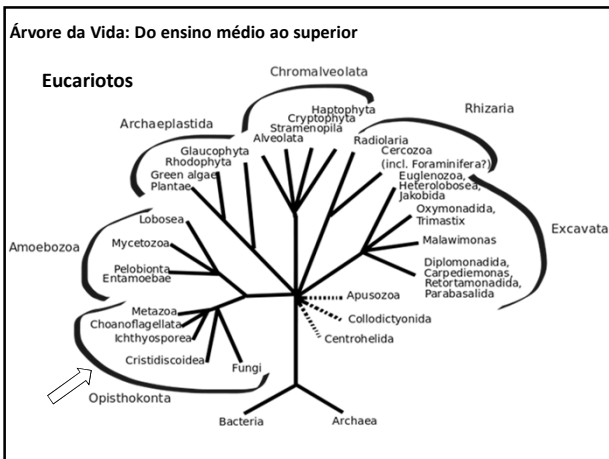 Árvore da Vida: Do ensino médio ao superior
Eucariotos
Chromalveolata
Haptophyta
Cryptophyta
Stramenopila
Alveolata
Rhizaria
Radiolaria
Cercozoa
(incl. Foraminifera?)
Archaeplastida
Glaucophyta
Rhodophyta
Green algae
Plantae
Euglenozoa,
Heterolobosea,
Jakobida
Oxymonadida,
Trimastix
Malawimonas
Diplomonadida,
Carpediemonas,
Retortamonadida,
Parabasalida
Excavata
Amoebozoa
Lobosea
Mycetozoa
Pelobionta
Entamoebae
Apusozoa
Collodictyonida
Centrohelida
Metazoa
Choanoflagellata
Ichthyosporea
Cristidiscoidea
Fungi
Opisthokonta
Bacteria
Archaea